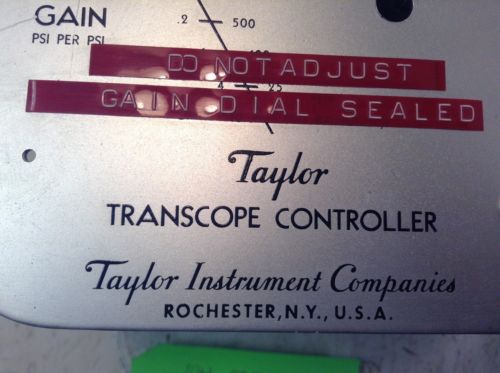 GAIN
PSI PER PSI
.2 500
DO NOT ADJUST
4 25
GAIN DIAL SEALED
Taylor
TRANSCOPE CONTROLLER
Taylor Instrument Companies
ROCHESTER, N.Y., U.S.A.